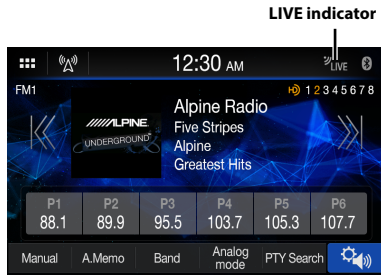 LIVE indicator
12:30 AM
LIVE
FM1
HD 1 2 3 4 5 6 7 8
Alpine Radio
Five Stripes
Alpine
Greatest Hits
ALPINE
UNDERGROUND
P1 P2 P3 P4 P5 P6
88.1 89.9 95.5 103.7 105.3 107.7
Manual A.Memo Band Analog mode PTY Search